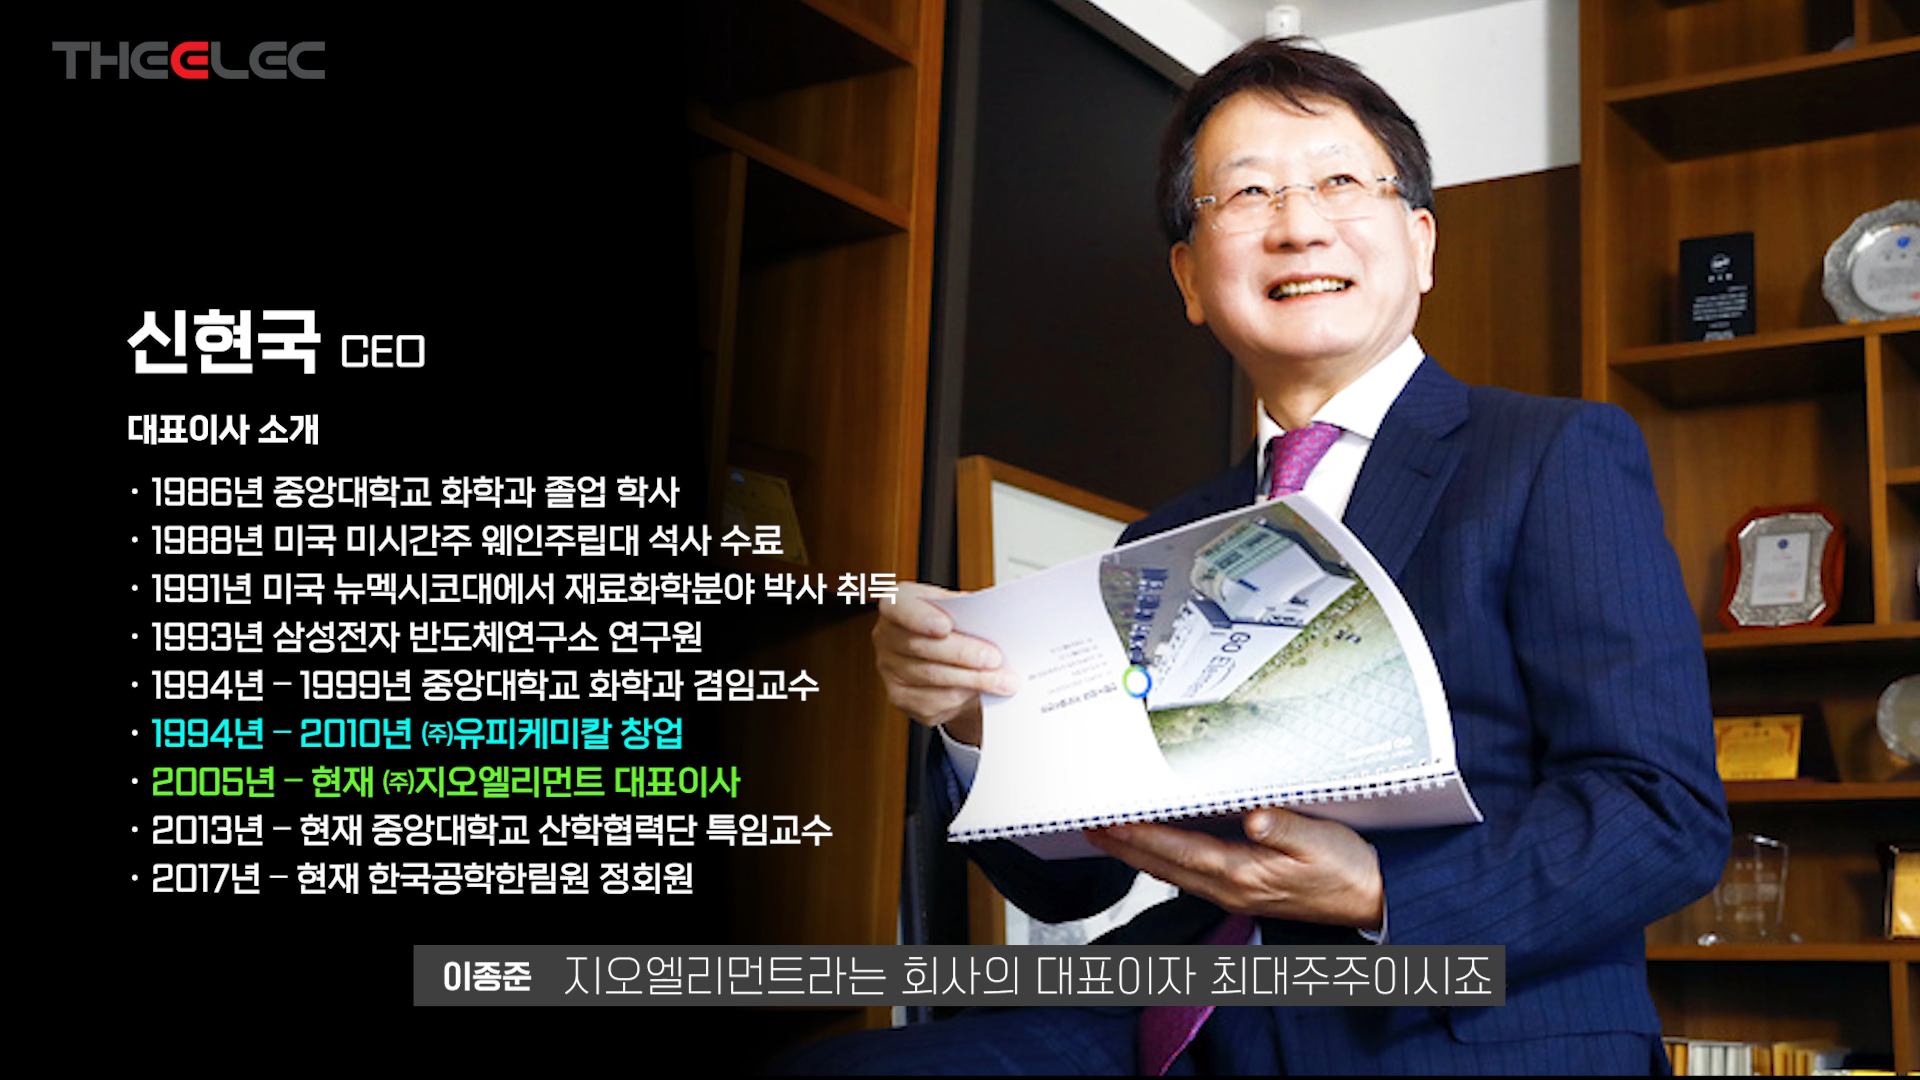 THEELEC
신현국 CEO
대표이사 소개
· 1986년 중앙대학교 화학과 졸업 학사
· 1988년 미국 미시간주 웨인주립대 석사 수료
· 1991년 미국 뉴멕시코대에서 재료화학분야 박사 취득
· 1993년 삼성전자 반도체연구소 연구원
· 1994년 – 1999년 중앙대학교 화학과 겸임교수
· 1994년 – 2010년 ㈜유피케미칼 창업
· 2005년 – 현재 ㈜지오엘리먼트 대표이사
· 2013년 – 현재 중앙대학교 산학협력단 특임교수
· 2017년 – 현재 한국공학한림원 정회원
GO Element
이종준 지오엘리먼트라는 회사의 대표이자 최대주주이시죠